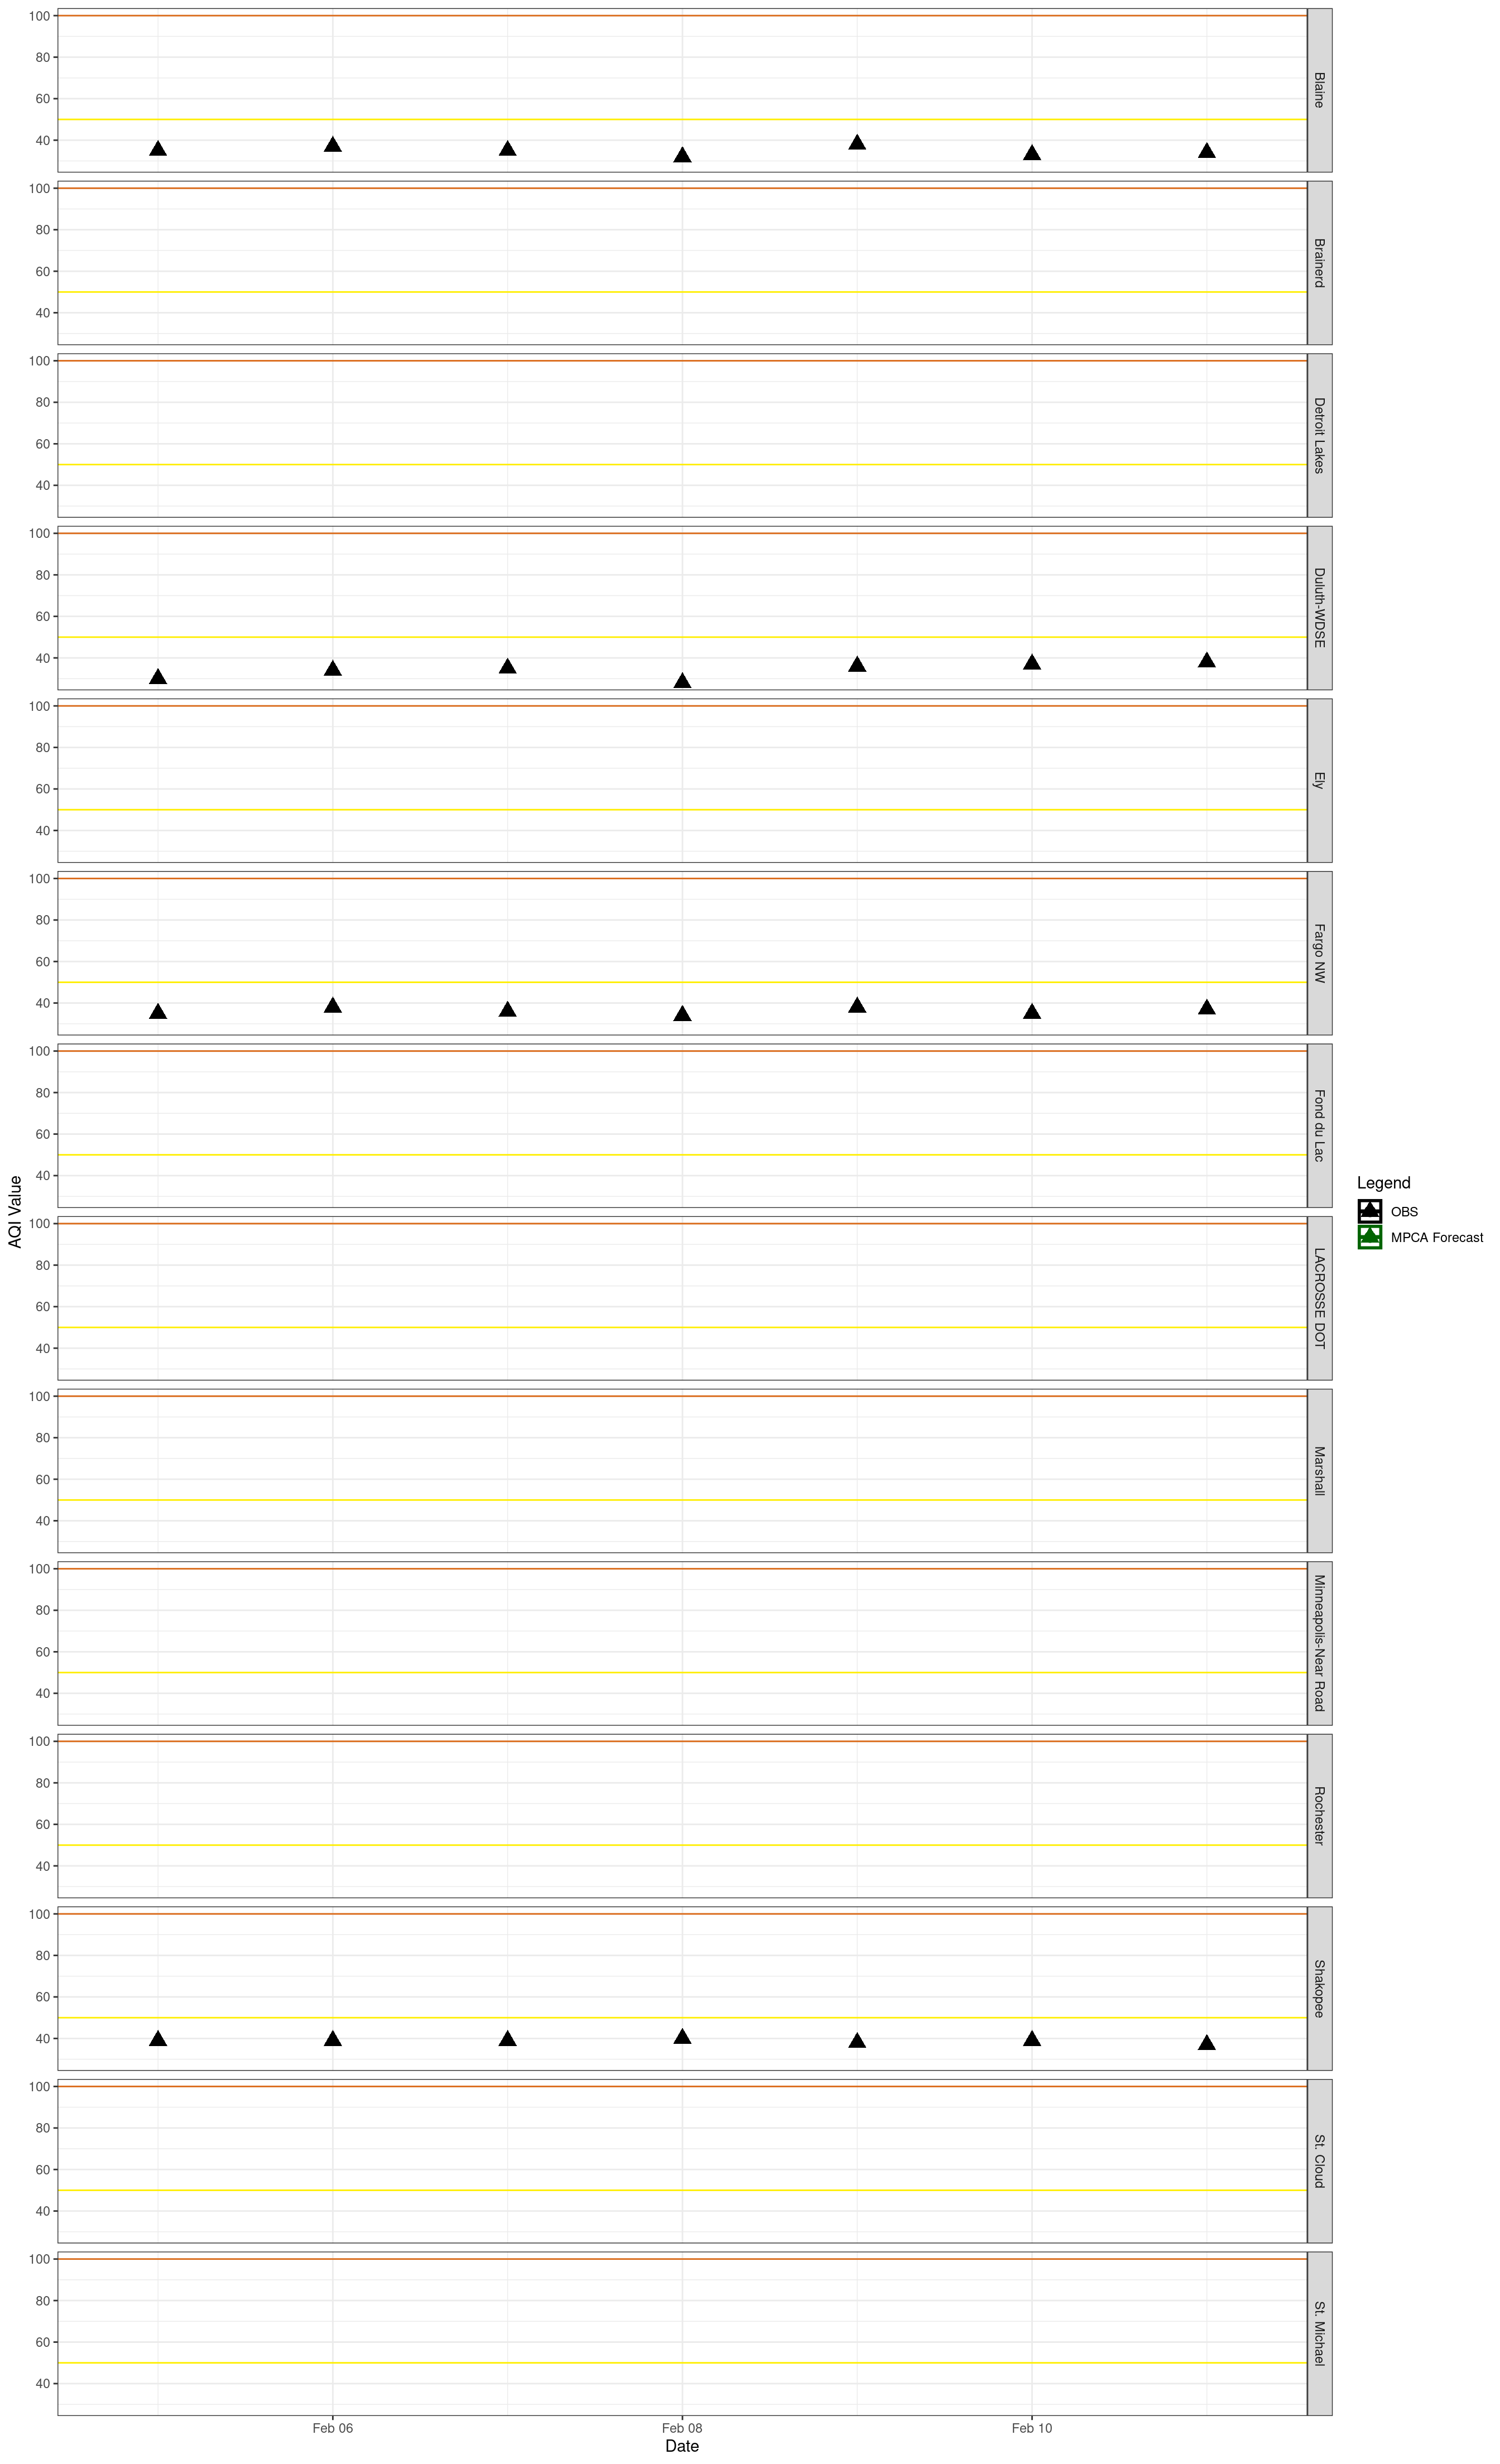 100
80
60
40
Blaine
100
80
60
40
Brainerd
100
80
60
40
Detroit Lakes
100
80
60
40
Duluth-WDSE
100
80
60
40
Ely
100
80
60
40
Fargo NW
100
80
60
40
Fond du Lac
100
80
60
40
LACROSSE DOT
100
80
60
40
Marshall
100
80
60
40
Minneapolis-Near Road
100
80
60
40
Rochester
100
80
60
40
Shakopee
100
80
60
40
St. Cloud
100
80
60
40
St. Michael
Feb 06
Feb 08
Feb 10
Date
AQI Value
Legend
OBS
MPCA Forecast